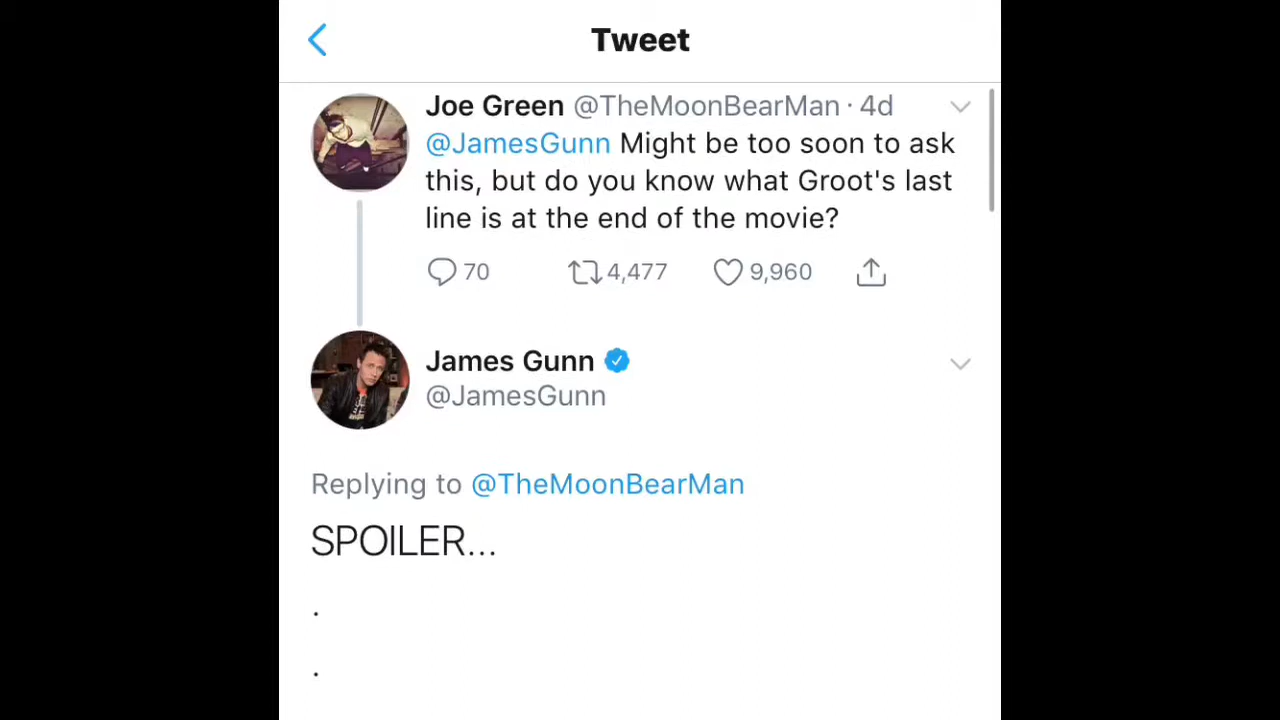 Tweet
Joe Green @TheMoonBearMan · 4d
@JamesGunn Might be too soon to ask
this, but do you know what Groot's last
line is at the end of the movie?
70 4,477 9,960
James Gunn
@JamesGunn
Replying to @TheMoonBearMan
SPOILER...
.
.